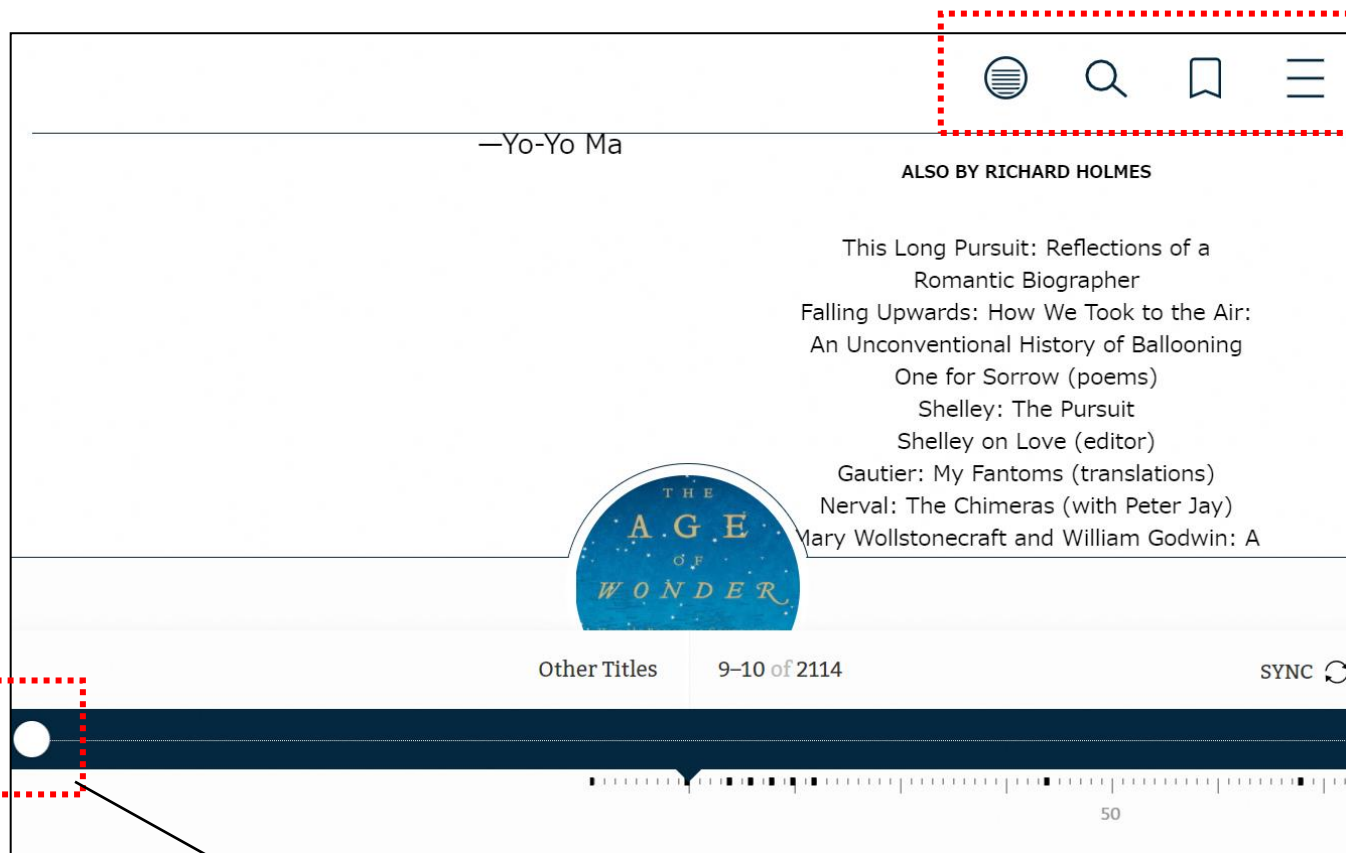 —Yo-Yo Ma
ALSO BY RICHARD HOLMES
This Long Pursuit: Reflections of a
Romantic Biographer
Falling Upwards: How We Took to the Air:
An Unconventional History of Ballooning
One for Sorrow (poems)
Shelley: The Pursuit
Shelley on Love (editor)
Gautier: My Fantoms (translations)
Nerval: The Chimeras (with Peter Jay)
Mary Wollstonecraft and William Godwin: A
THE
AGE
OF
WONDER
Other Titles 9–10 of 2114 SYNC
50